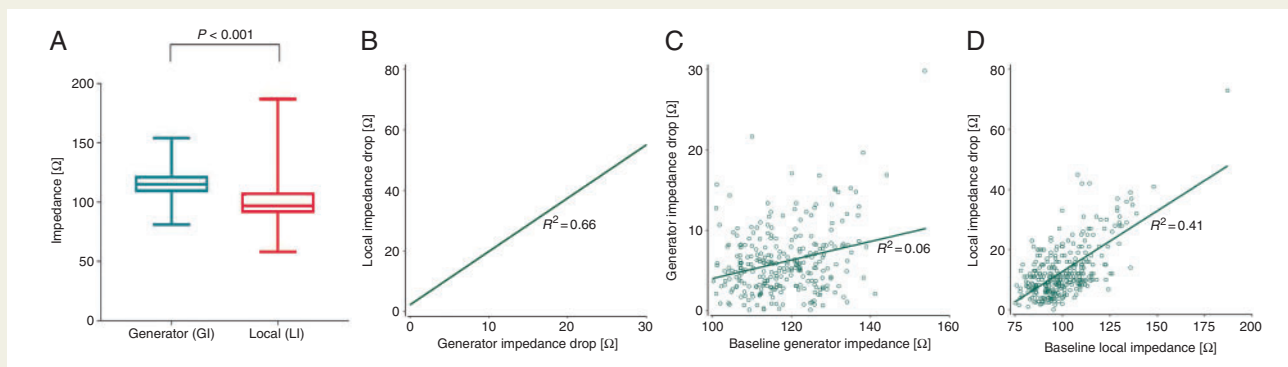 A
P < 0.001
Impedance [Ω]
200
150
100
50
0
Generator (GI)
Local (LI)
B
Local impedance drop [Ω]
80
60
40
20
0
R² = 0.66
0
10
20
30
Generator impedance drop [Ω]
C
Generator impedance drop [Ω]
30
20
10
0
R² = 0.06
100
120
140
160
Baseline generator impedance [Ω]
D
Local impedance drop [Ω]
80
60
40
20
0
R² = 0.41
75
100
125
150
175
200
Baseline local impedance [Ω]